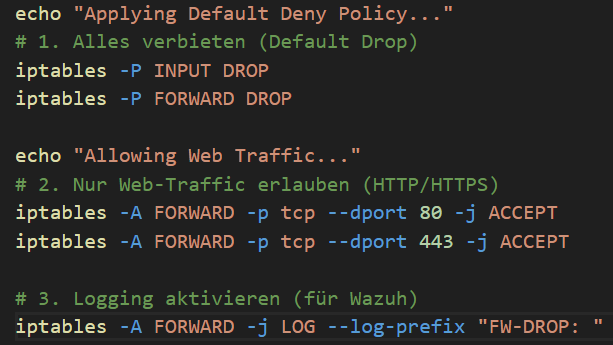 echo "Applying Default Deny Policy..."
# 1. Alles verbieten (Default Drop)
iptables -P INPUT DROP
iptables -P FORWARD DROP
echo "Allowing Web Traffic..."
# 2. Nur Web-Traffic erlauben (HTTP/HTTPS)
iptables -A FORWARD -p tcp --dport 80 -j ACCEPT
iptables -A FORWARD -p tcp --dport 443 -j ACCEPT
# 3. Logging aktivieren (für Wazuh)
iptables -A FORWARD -j LOG --log-prefix "FW-DROP: "